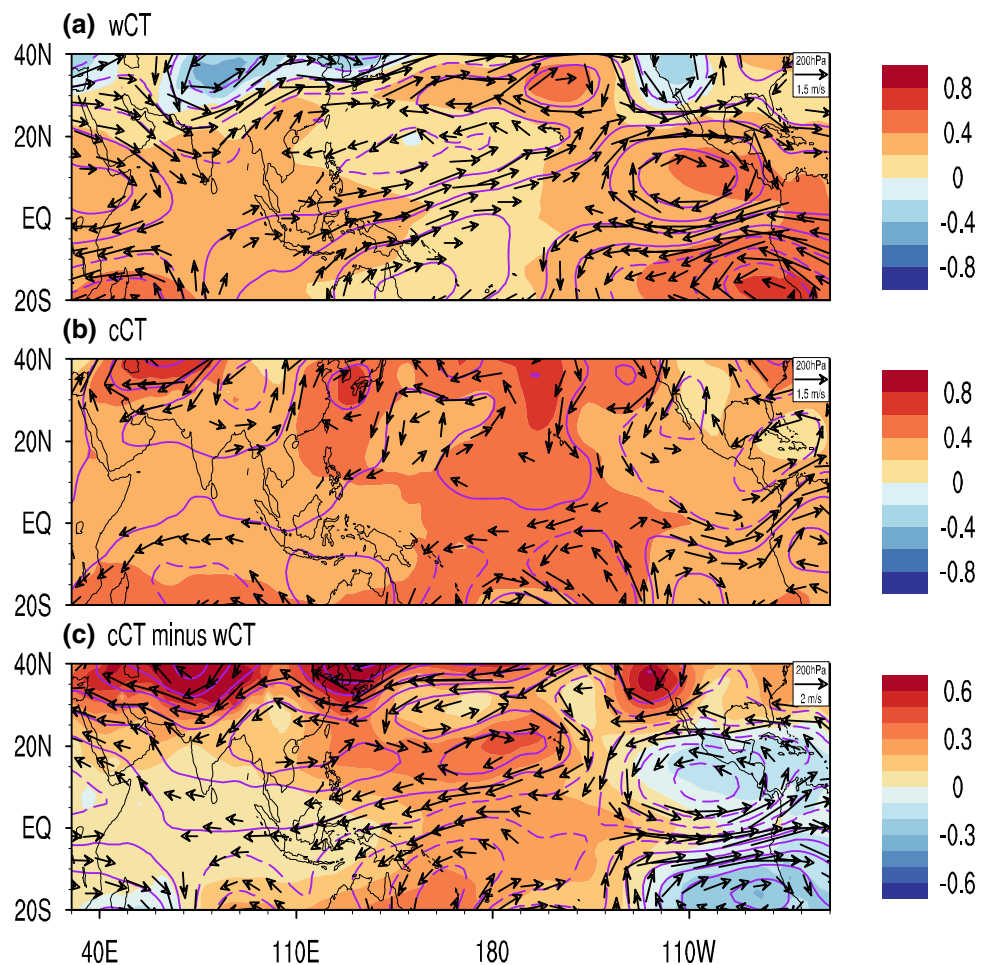 (a) wCT
40N
20N
EQ
20S
200hPa
1.5 m/s
0.8
0.4
0
-0.4
-0.8
(b) cCT
40N
20N
EQ
20S
200hPa
1.5 m/s
0.8
0.4
0
-0.4
-0.8
(c) cCT minus wCT
40N
20N
EQ
20S
200hPa
2 m/s
0.6
0.3
0
-0.3
-0.6
40E 110E 180 110W